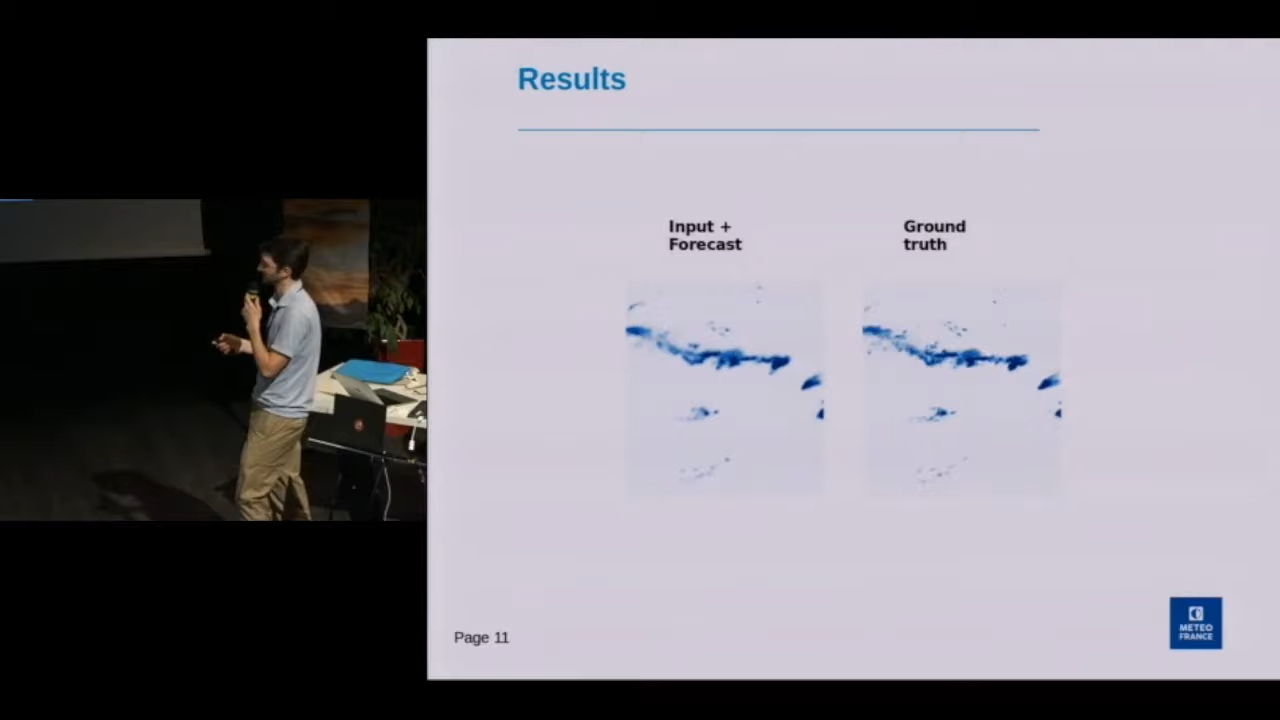 Results
Input +
Forecast
Ground
truth
Page 11
METEO
FRANCE